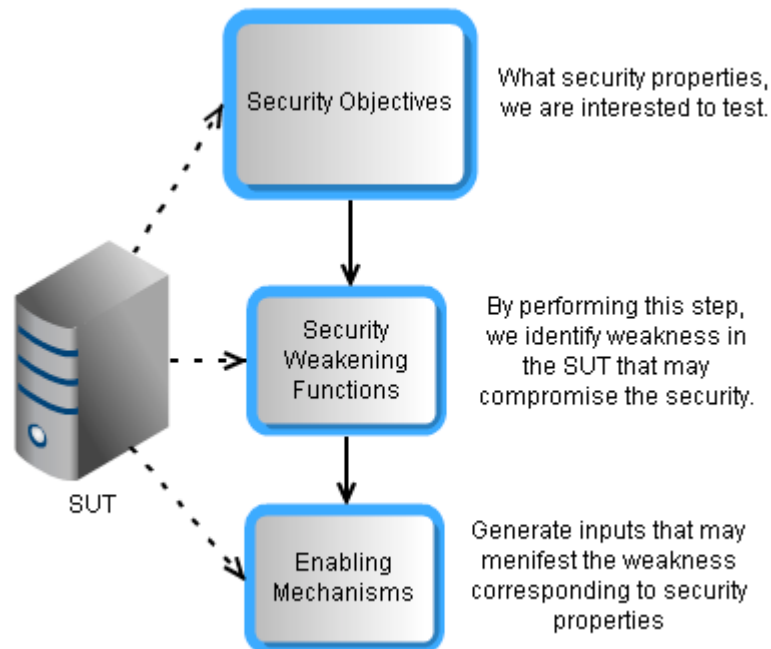 Security Objectives
What security properties,
we are interested to test.
Security
Weakening
Functions
By performing this step,
we identify weakness in
the SUT that may
compromise the security.
SUT
Enabling
Mechanisms
Generate inputs that may
menifest the weakness
corresponding to security
properties